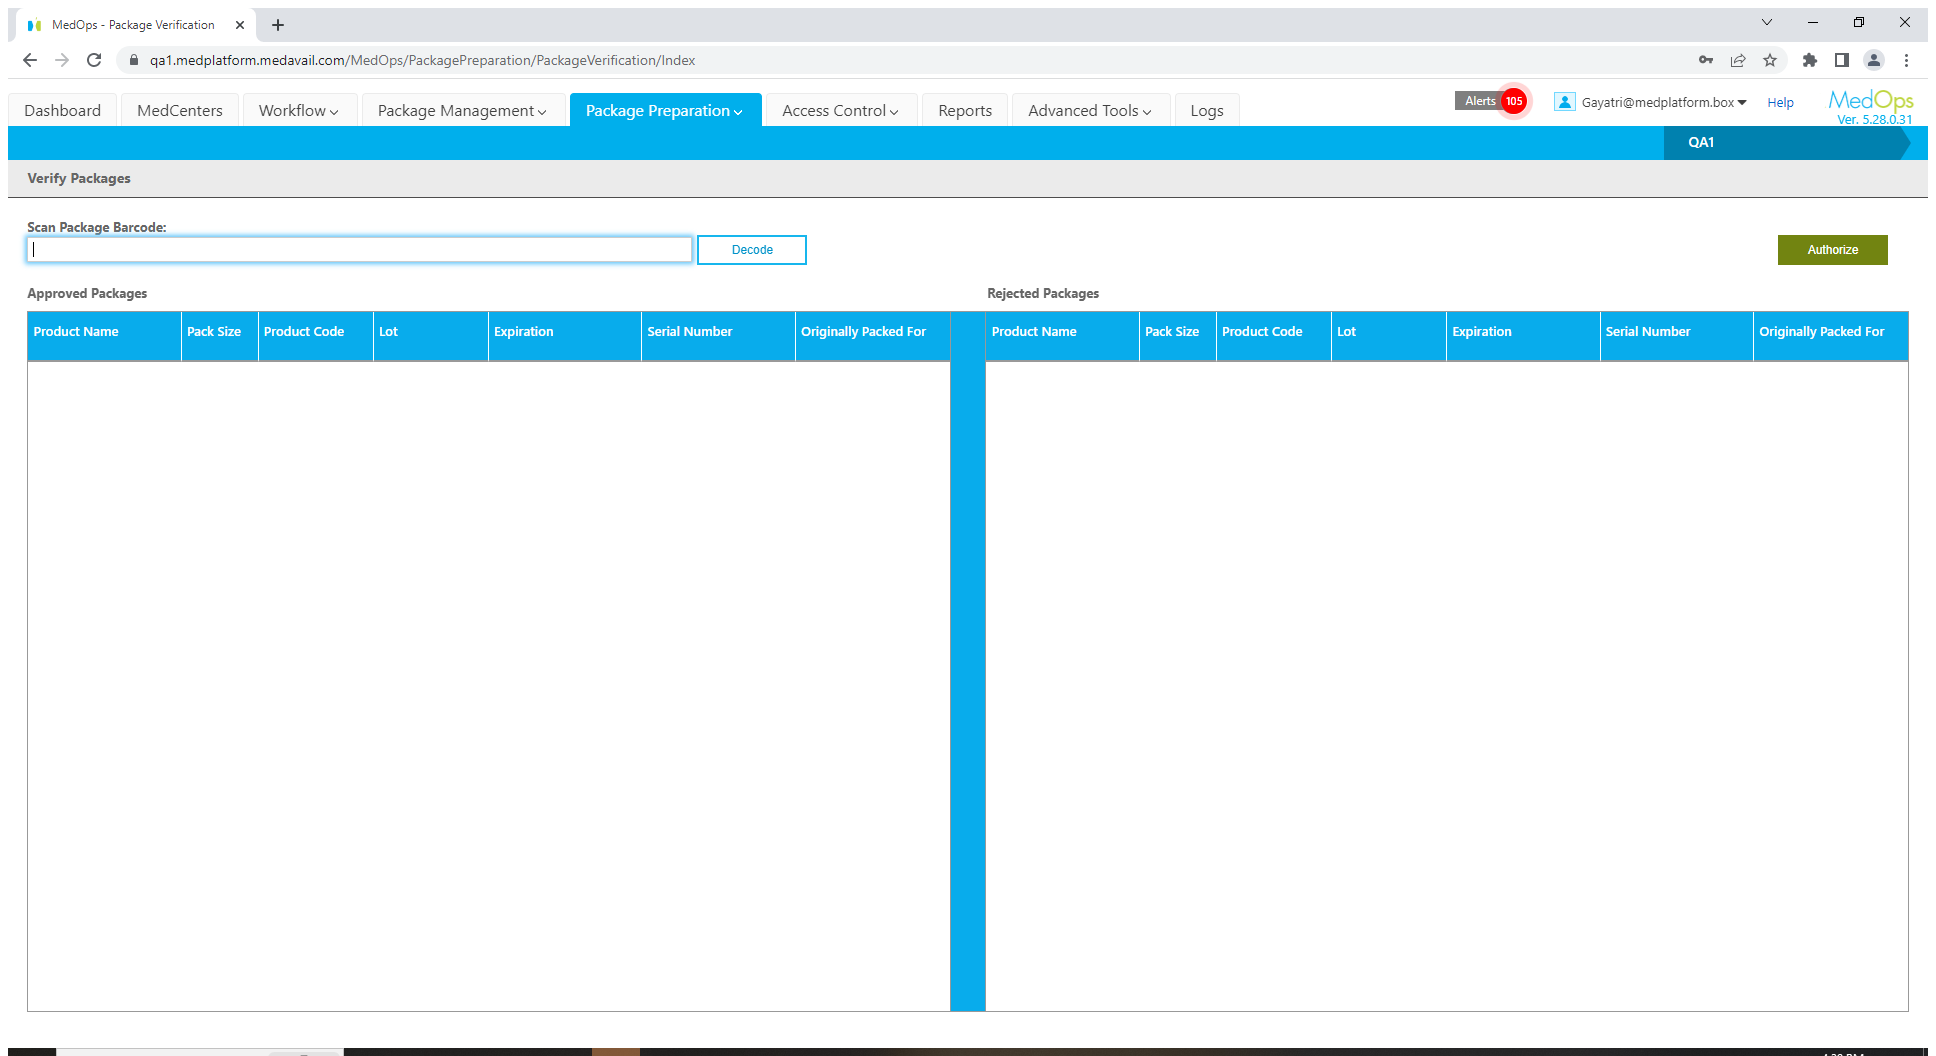 MedOps - Package Verification
qa1.medplatform.medavail.com/MedOps/PackagePreparation/PackageVerification/Index
Dashboard MedCenters Workflow Package Management Package Preparation Access Control Reports Advanced Tools Logs Alerts 105 Gayatri@medplatform.box Help MedOps
Ver. 5.28.0.31
QA1
Verify Packages
Scan Package Barcode:
Decode Authorize
Approved Packages Rejected Packages
Product Name Pack Size Product Code Lot Expiration Serial Number Originally Packed For Product Name Pack Size Product Code Lot Expiration Serial Number Originally Packed For